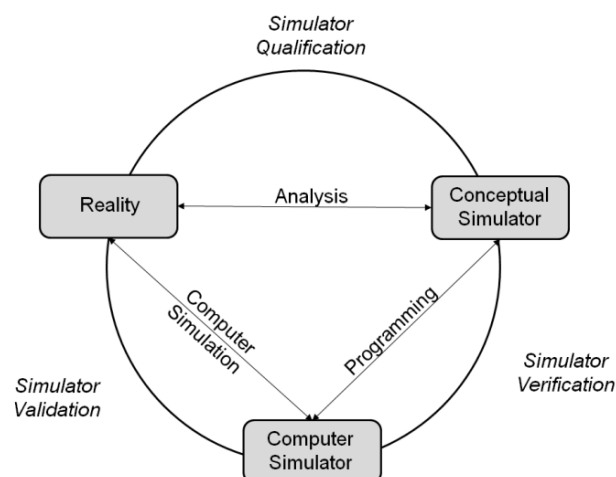 Simulator
Qualification
Reality
Analysis
Conceptual
Simulator
Computer
Simulation
Programming
Simulator
Validation
Simulator
Verification
Computer
Simulator